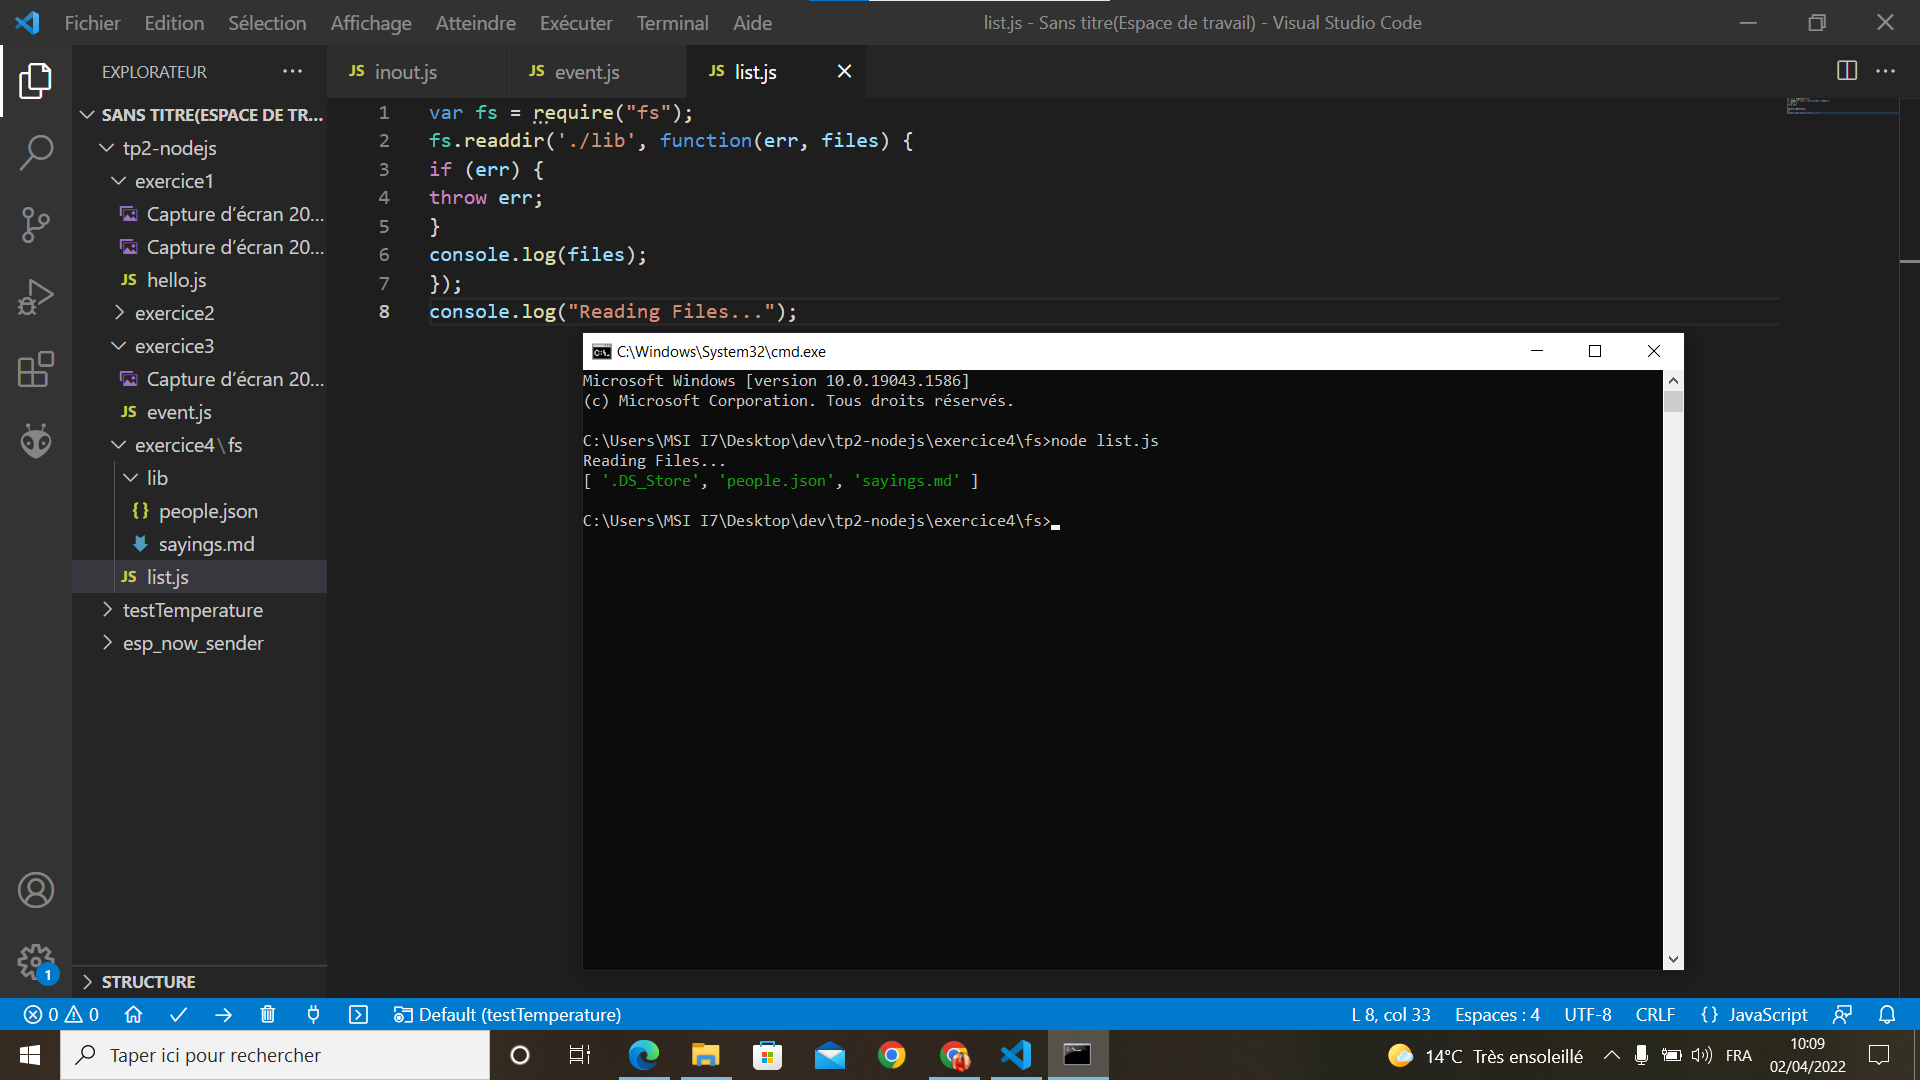 Fichier Edition Sélection Affichage Atteindre Exécuter Terminal Aide
list.js - Sans titre(Espace de travail) - Visual Studio Code
EXPLORATEUR
SANS TITRE(ESPACE DE TR...
tp2-nodejs
exercice1
Capture d'écran 20...
Capture d'écran 20...
JS hello.js
exercice2
exercice3
Capture d'écran 20...
JS event.js
exercice4\fs
lib
{} people.json
sayings.md
JS list.js
testTemperature
esp_now_sender
STRUCTURE
1
JS inout.js
JS event.js
JS list.js
1 var fs = require("fs");
2 fs.readdir('./lib', function(err, files) {
3 if (err) {
4 throw err;
5 }
6 console.log(files);
7 });
8 console.log("Reading Files...");
C:\Windows\System32\cmd.exe
Microsoft Windows [version 10.0.19043.1586]
(c) Microsoft Corporation. Tous droits réservés.
C:\Users\MSI I7\Desktop\dev\tp2-nodejs\exercice4\fs>node list.js
Reading Files...
[ '.DS_Store', 'people.json', 'sayings.md' ]
C:\Users\MSI I7\Desktop\dev\tp2-nodejs\exercice4\fs>
0 0 Default (testTemperature)
L 8, col 33 Espaces : 4 UTF-8 CRLF {} JavaScript
Taper ici pour rechercher
14°C Très ensoleillé
FRA
10:09
02/04/2022